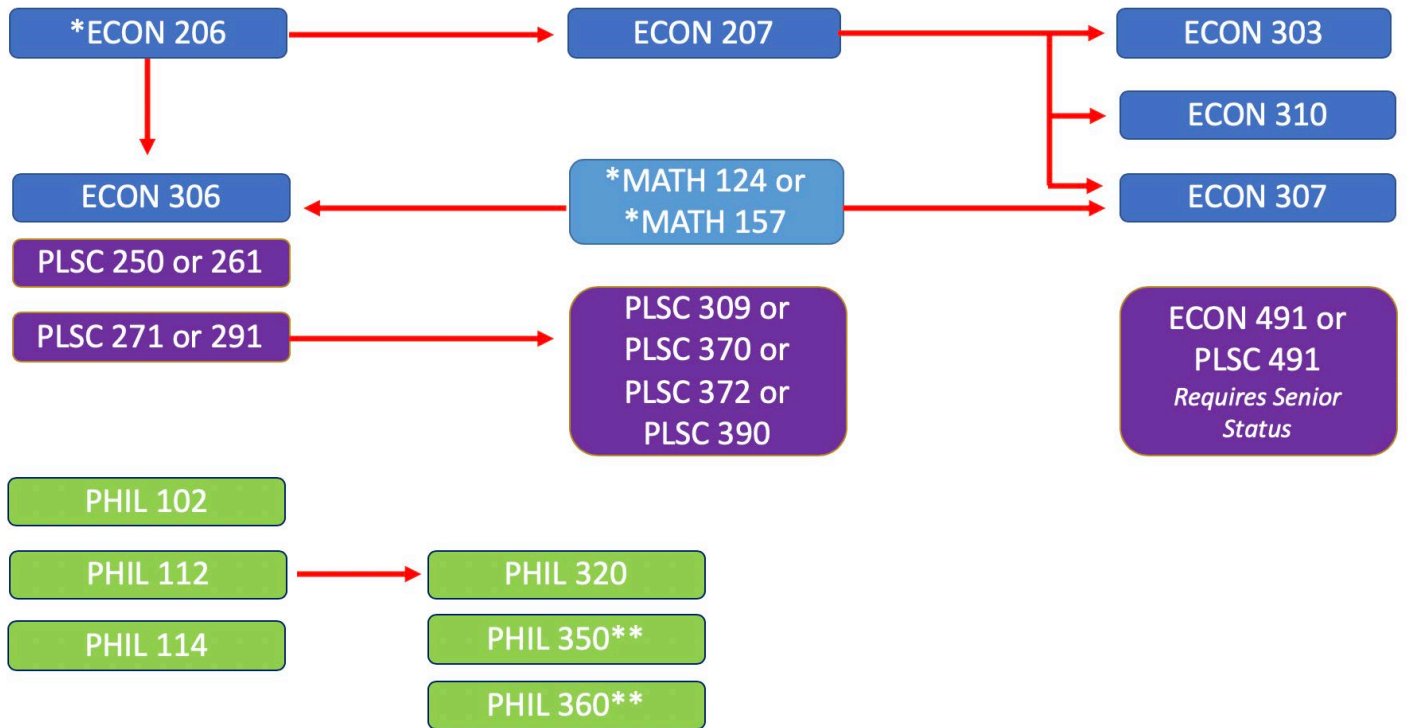 *ECON 206
ECON 207
ECON 303
ECON 310
ECON 306
*MATH 124 or
*MATH 157
ECON 307
PLSC 250 or 261
PLSC 271 or 291
PLSC 309 or
PLSC 370 or
PLSC 372 or
PLSC 390
ECON 491 or
PLSC 491
Requires Senior
Status
PHIL 102
PHIL 112
PHIL 320
PHIL 114
PHIL 350**
PHIL 360**